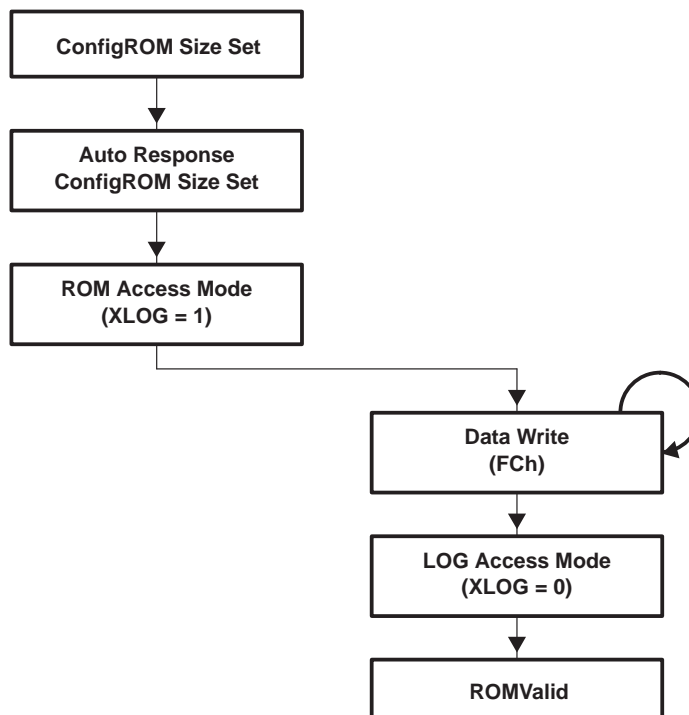 ConfigROM Size Set
Auto Response
ConfigROM Size Set
ROM Access Mode
(XLOG = 1)
Data Write
(FCh)
LOG Access Mode
(XLOG = 0)
ROMValid